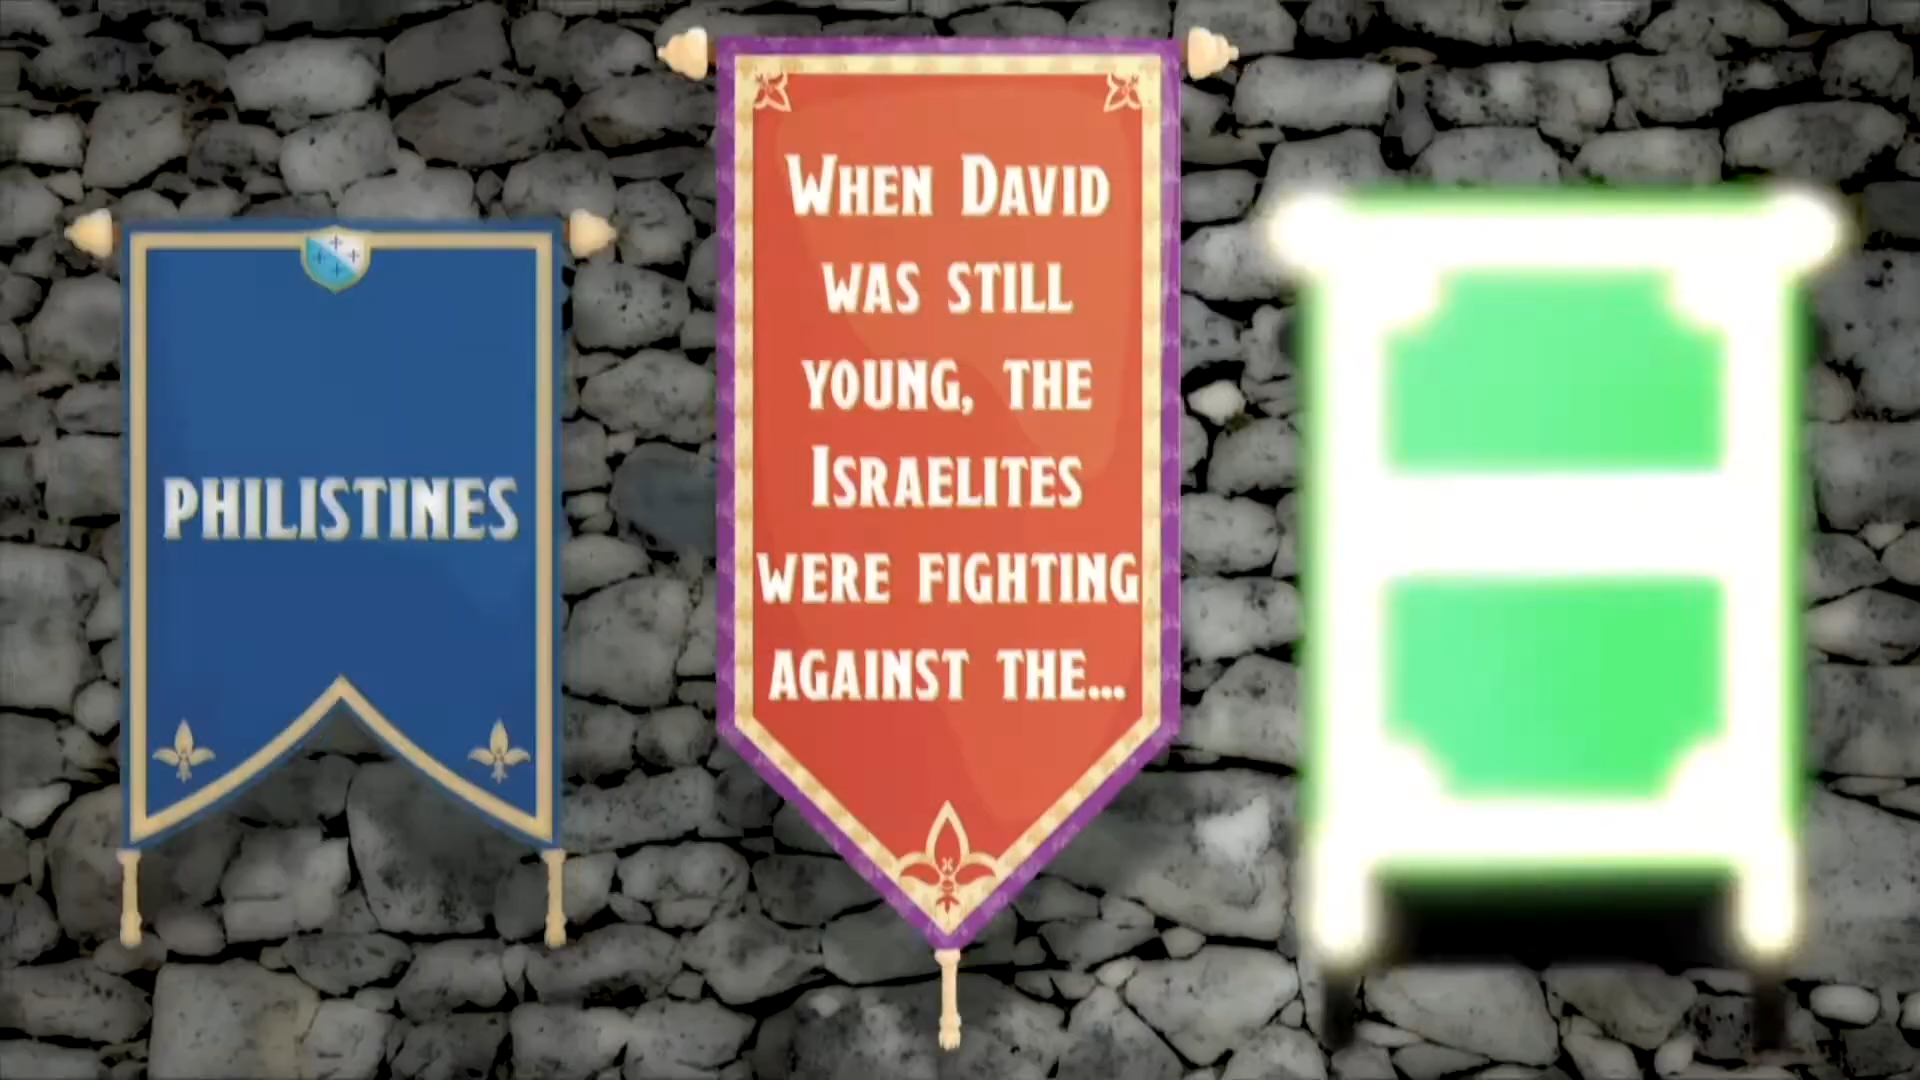 PHILISTINES
WHEN DAVID
WAS STILL
YOUNG, THE
ISRAELITES
WERE FIGHTING
AGAINST THE...